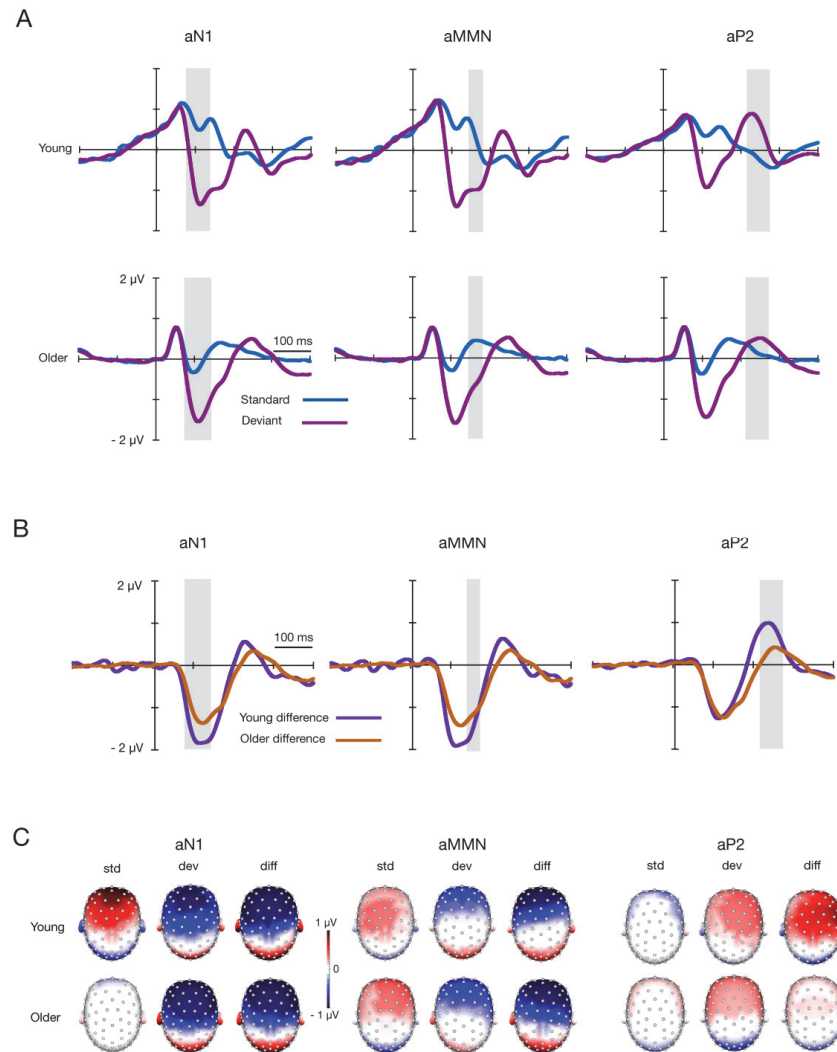 A
aN1 aMMN aP2
Young
2 µV
Older
100 ms
Standard
Deviant
- 2 µV
B
aN1 aMMN aP2
2 µV
100 ms
Young difference
Older difference
- 2 µV
C
aN1 aMMN aP2
std dev diff std dev diff std dev diff
Young
1 µV
0
- 1 µV
Older